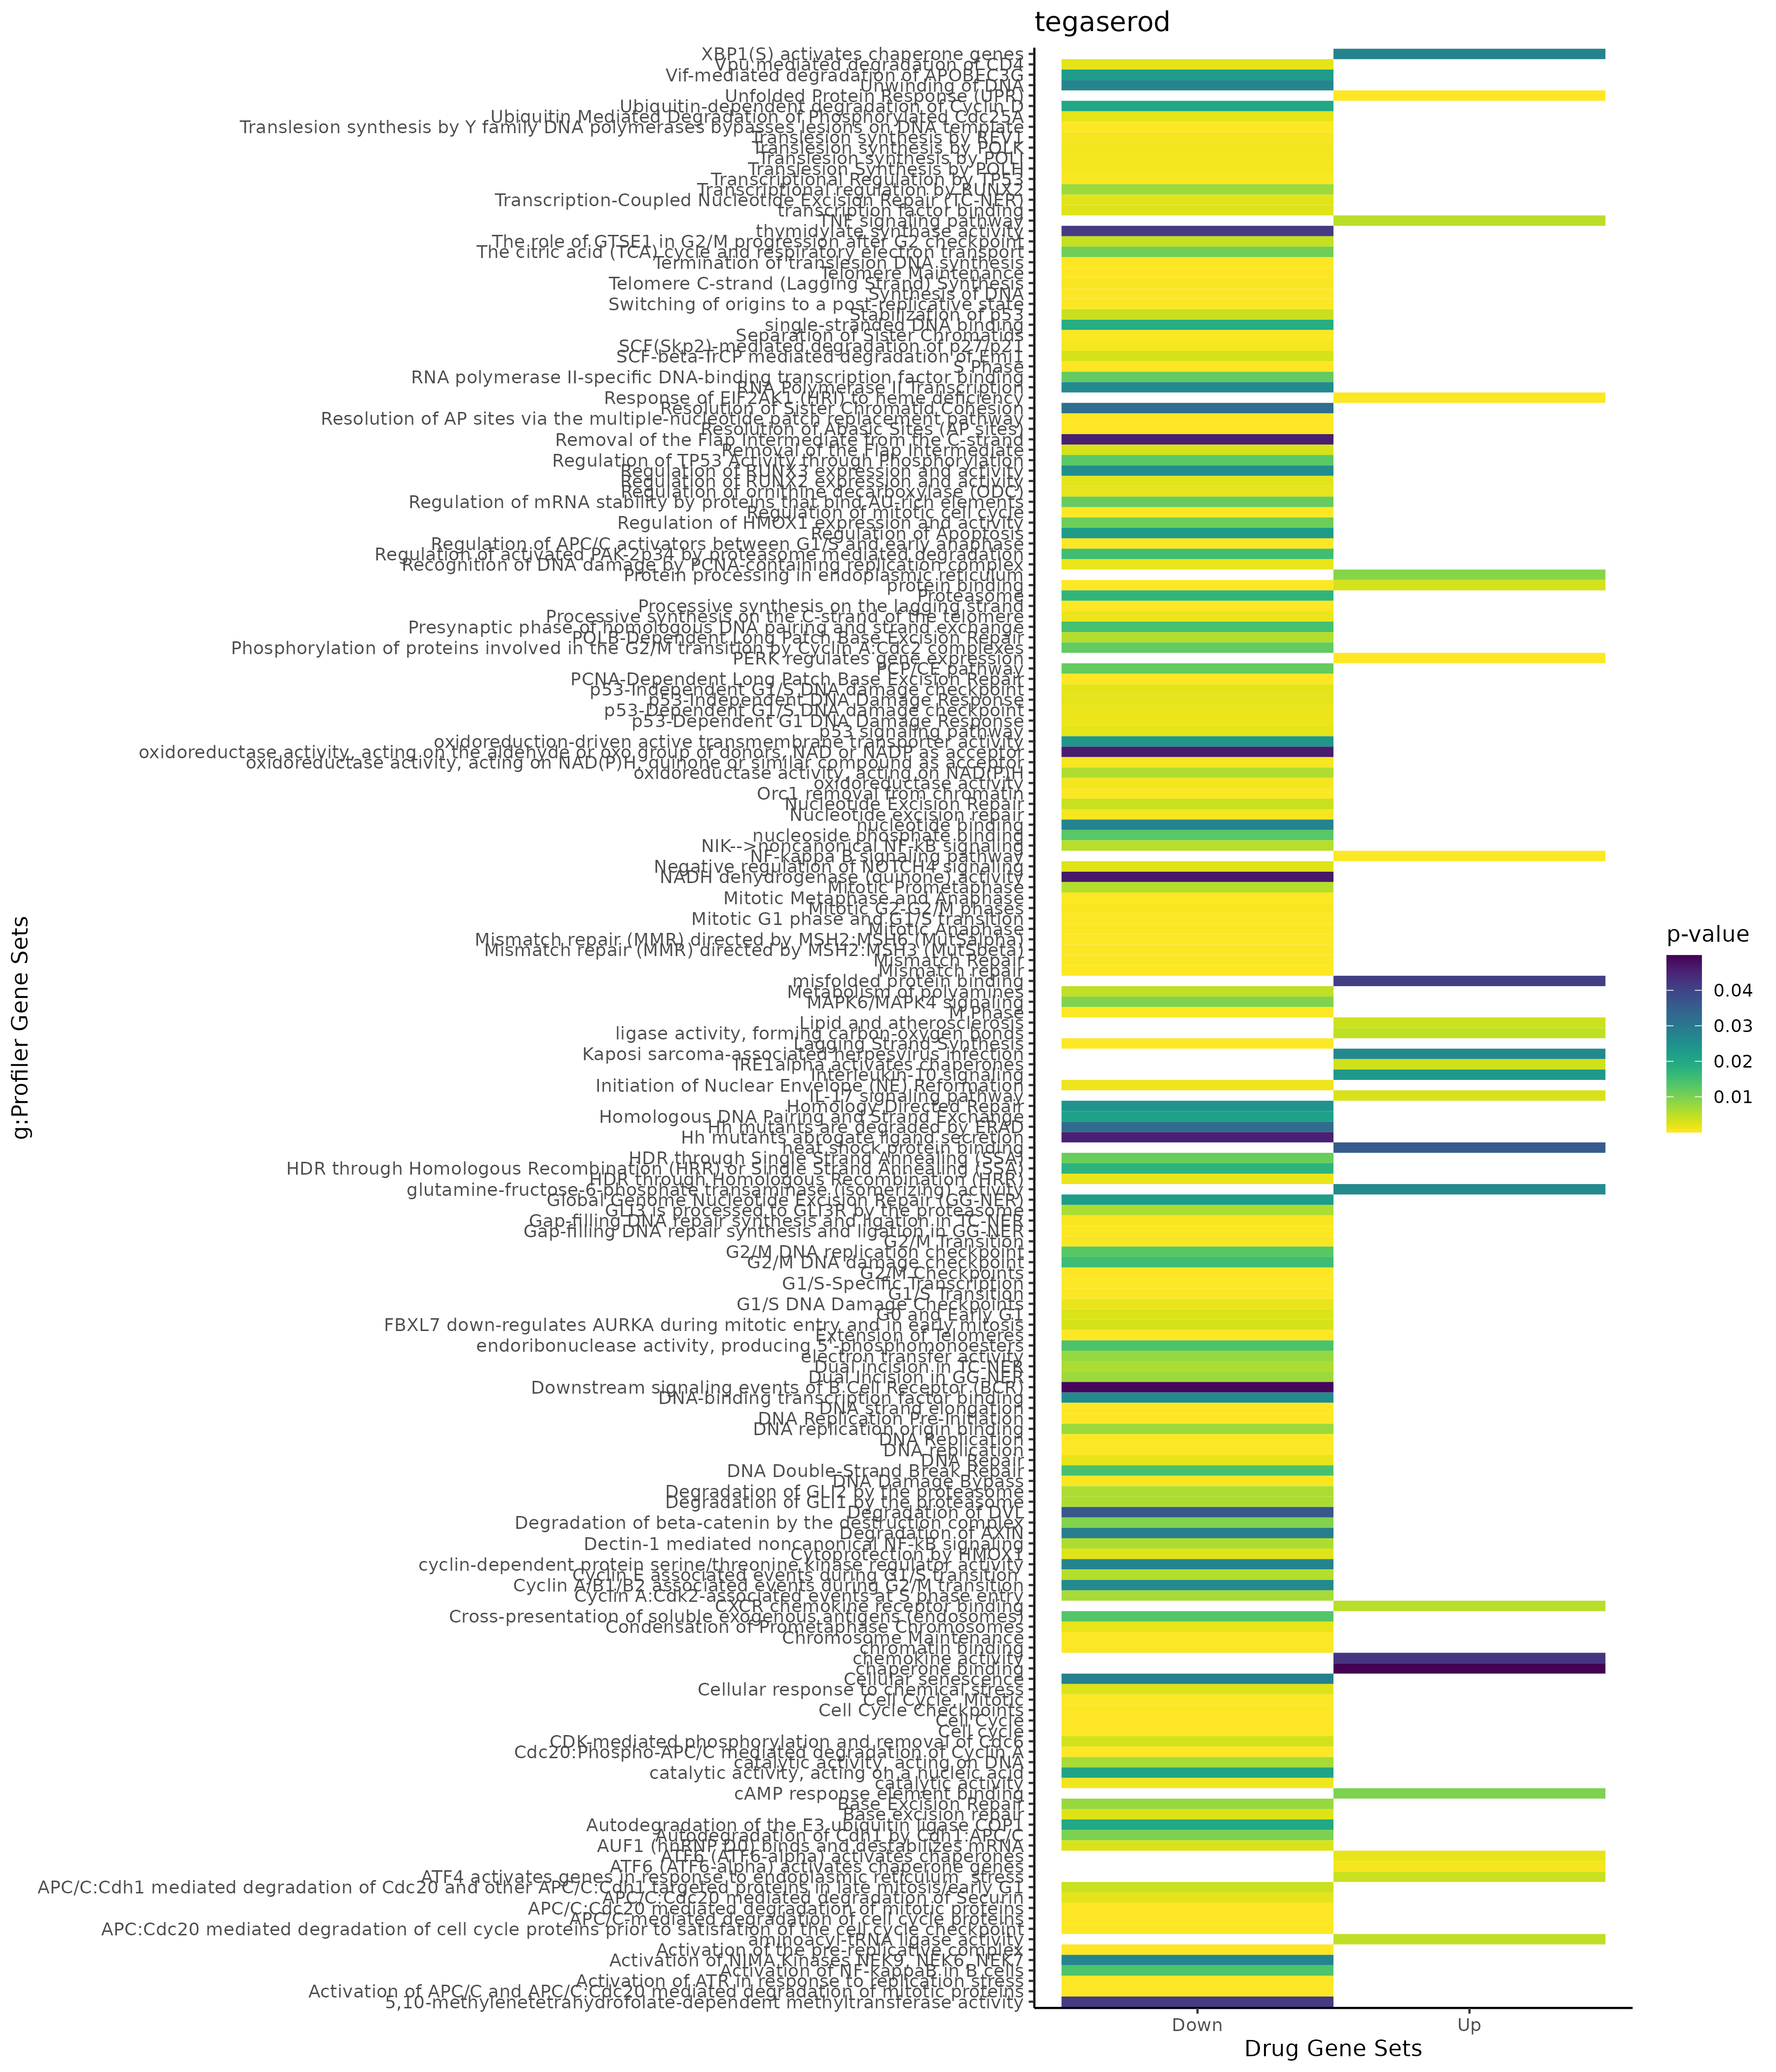 tegaserod
XBP1(S) activates chaperone genes
Vpu mediated degradation of CD4
Vif-mediated degradation of APOBEC3G
Unwinding of DNA
Unfolded Protein Response (UPR)
Ubiquitin-dependent degradation of Cyclin D
Ubiquitin Mediated Degradation of Phosphorylated Cdc25A
Translesion synthesis by Y family DNA polymerases bypasses lesions on DNA template
Translesion synthesis by REV1
Translesion synthesis by POLK
Translesion synthesis by POLI
Translesion Synthesis by POLH
Transcriptional Regulation by TP53
Transcriptional regulation by RUNX2
Transcription-Coupled Nucleotide Excision Repair (TC-NER)
transcription factor binding
TNF signaling pathway
thymidylate synthase activity
The role of GTSE1 in G2/M progression after G2 checkpoint
The citric acid (TCA) cycle and respiratory electron transport
Termination of translesion DNA synthesis
Telomere Maintenance
Telomere C-strand (Lagging Strand) Synthesis
Synthesis of DNA
Switching of origins to a post-replicative state
Stabilization of p53
single-stranded DNA binding
Separation of Sister Chromatids
SCF(Skp2)-mediated degradation of p27/p21
SCF-beta-TrCP mediated degradation of Emi1
S Phase
RNA polymerase II-specific DNA-binding transcription factor binding
RNA Polymerase II Transcription
Response of EIF2AK1 (HRI) to heme deficiency
Resolution of Sister Chromatid Cohesion
Resolution of AP sites via the multiple-nucleotide patch replacement pathway
Resolution of Abasic Sites (AP sites)
Removal of the Flap Intermediate from the C-strand
Removal of the Flap Intermediate
Regulation of TP53 Activity through Phosphorylation
Regulation of RUNX3 expression and activity
Regulation of RUNX2 expression and activity
Regulation of ornithine decarboxylase (ODC)
Regulation of mRNA stability by proteins that bind AU-rich elements
Regulation of mitotic cell cycle
Regulation of HMOX1 expression and activity
Regulation of Apoptosis
Regulation of APC/C activators between G1/S and early anaphase
Regulation of activated PAK-2p34 by proteasome mediated degradation
Recognition of DNA damage by PCNA-containing replication complex
Protein processing in endoplasmic reticulum
protein binding
Proteasome
Processive synthesis on the lagging strand
Processive synthesis on the C-strand of the telomere
Presynaptic phase of homologous DNA pairing and strand exchange
POLB-Dependent Long Patch Base Excision Repair
Phosphorylation of proteins involved in the G2/M transition by Cyclin A:Cdc2 complexes
PERK regulates gene expression
PCP/CE pathway
PCNA-Dependent Long Patch Base Excision Repair
p53-Independent G1/S DNA damage checkpoint
p53-Independent DNA Damage Response
p53-Dependent G1/S DNA damage checkpoint
p53-Dependent G1 DNA Damage Response
p53 signaling pathway
oxidoreduction-driven active transmembrane transporter activity
oxidoreductase activity, acting on the aldehyde or oxo group of donors, NAD or NADP as acceptor
oxidoreductase activity, acting on NAD(P)H, quinone or similar compound as acceptor
oxidoreductase activity, acting on NAD(P)H
oxidoreductase activity
Orc1 removal from chromatin
Nucleotide Excision Repair
Nucleotide excision repair
nucleotide binding
nucleoside phosphate binding
NIK-->noncanonical NF-kB signaling
NF-kappa B signaling pathway
Negative regulation of NOTCH4 signaling
NADH dehydrogenase (quinone) activity
Mitotic Prometaphase
Mitotic Metaphase and Anaphase
Mitotic G2-G2/M phases
Mitotic G1 phase and G1/S transition
Mitotic Anaphase
Mismatch repair (MMR) directed by MSH2:MSH6 (MutSalpha)
Mismatch repair (MMR) directed by MSH2:MSH3 (MutSbeta)
Mismatch Repair
Mismatch repair
misfolded protein binding
Metabolism of polyamines
MAPK6/MAPK4 signaling
M Phase
Lipid and atherosclerosis
ligase activity, forming carbon-oxygen bonds
Lagging Strand Synthesis
Kaposi sarcoma-associated herpesvirus infection
IRE1alpha activates chaperones
Interleukin-10 signaling
Initiation of Nuclear Envelope (NE) Reformation
IL-17 signaling pathway
Homology Directed Repair
Homologous DNA Pairing and Strand Exchange
Hh mutants are degraded by ERAD
Hh mutants abrogate ligand secretion
heat shock protein binding
HDR through Single Strand Annealing (SSA)
HDR through Homologous Recombination (HRR) or Single Strand Annealing (SSA)
HDR through Homologous Recombination (HRR)
glutamine-fructose-6-phosphate transaminase (isomerizing) activity
Global Genome Nucleotide Excision Repair (GG-NER)
GLI3 is processed to GLI3R by the proteasome
Gap-filling DNA repair synthesis and ligation in TC-NER
Gap-filling DNA repair synthesis and ligation in GG-NER
G2/M Transition
G2/M DNA replication checkpoint
G2/M DNA damage checkpoint
G2/M Checkpoints
G1/S-Specific Transcription
G1/S Transition
G1/S DNA Damage Checkpoints
G0 and Early G1
FBXL7 down-regulates AURKA during mitotic entry and in early mitosis
Extension of Telomeres
endoribonuclease activity, producing 5'-phosphomonoesters
electron transfer activity
Dual incision in TC-NER
Dual Incision in GG-NER
Downstream signaling events of B Cell Receptor (BCR)
DNA-binding transcription factor binding
DNA strand elongation
DNA Replication Pre-Initiation
DNA replication origin binding
DNA Replication
DNA replication
DNA Repair
DNA Double-Strand Break Repair
DNA Damage Bypass
Degradation of GLI2 by the proteasome
Degradation of GLI1 by the proteasome
Degradation of DVL
Degradation of beta-catenin by the destruction complex
Degradation of AXIN
Dectin-1 mediated noncanonical NF-kB signaling
Cytoprotection by HMOX1
cyclin-dependent protein serine/threonine kinase regulator activity
Cyclin E associated events during G1/S transition
Cyclin A/B1/B2 associated events during G2/M transition
Cyclin A:Cdk2-associated events at S phase entry
CXCR chemokine receptor binding
Cross-presentation of soluble exogenous antigens (endosomes)
Condensation of Prometaphase Chromosomes
Chromosome Maintenance
chromatin binding
chemokine activity
chaperone binding
Cellular senescence
Cellular response to chemical stress
Cell Cycle, Mitotic
Cell Cycle Checkpoints
Cell Cycle
Cell cycle
CDK-mediated phosphorylation and removal of Cdc6
Cdc20:Phospho-APC/C mediated degradation of Cyclin A
catalytic activity, acting on DNA
catalytic activity, acting on a nucleic acid
catalytic activity
cAMP response element binding
Base Excision Repair
Base excision repair
Autodegradation of the E3 ubiquitin ligase COP1
Autodegradation of Cdh1 by Cdh1:APC/C
AUF1 (hnRNP D0) binds and destabilizes mRNA
ATF6 (ATF6-alpha) activates chaperones
ATF6 (ATF6-alpha) activates chaperone genes
ATF4 activates genes in response to endoplasmic reticulum stress
APC/C:Cdh1 mediated degradation of Cdc20 and other APC/C:Cdh1 targeted proteins in late mitosis/early G1
APC/C:Cdc20 mediated degradation of Securin
APC/C:Cdc20 mediated degradation of mitotic proteins
APC/C-mediated degradation of cell cycle proteins
APC:Cdc20 mediated degradation of cell cycle proteins prior to satisfation of the cell cycle checkpoint
aminoacyl-tRNA ligase activity
Activation of the pre-replicative complex
Activation of NIMA Kinases NEK9, NEK6, NEK7
Activation of NF-kappaB in B cells
Activation of ATR in response to replication stress
Activation of APC/C and APC/C:Cdc20 mediated degradation of mitotic proteins
5,10-methylenetetrahydrofolate-dependent methyltransferase activity
g:Profiler Gene Sets
Down
Up
Drug Gene Sets
p-value
0.04
0.03
0.02
0.01